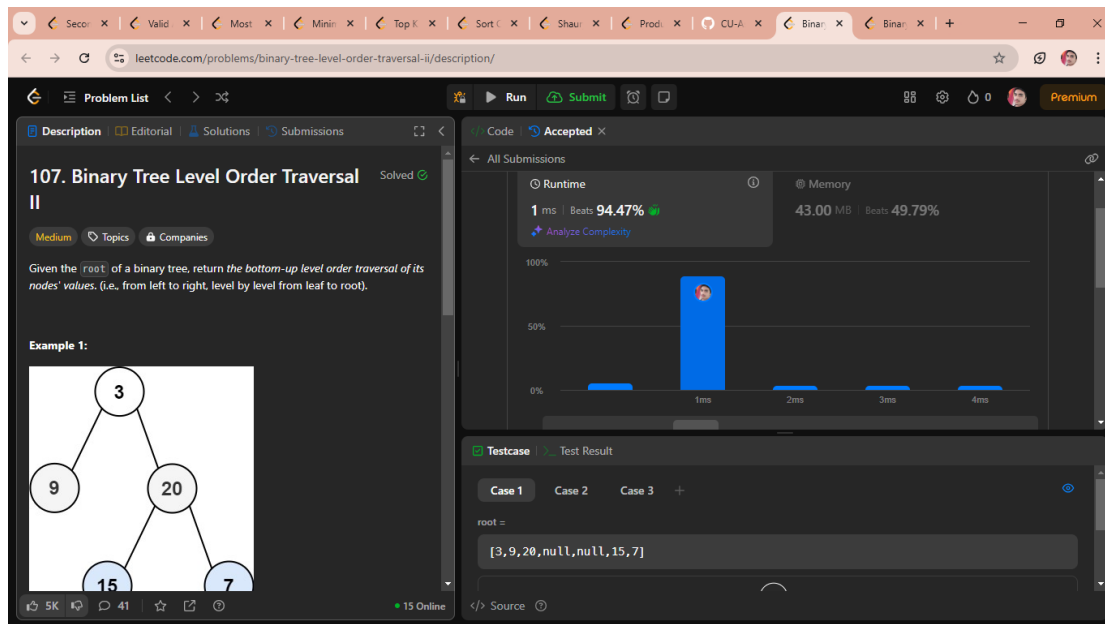 Secor
Valid
Most
Minin
Top K
Sort
Shaur
Produ
CU-A
Binar
Binar
leetcode.com/problems/binary-tree-level-order-traversal-ii/description/
Problem List
Run
Submit
0
Premium
Description
Editorial
Solutions
Submissions
107. Binary Tree Level Order Traversal
II
Solved
Medium
Topics
Companies
Given the root of a binary tree, return the bottom-up level order traversal of its
nodes' values. (i.e., from left to right, level by level from leaf to root).
Example 1:
3
9
20
15
7
5K
41
15 Online
</> Code
Accepted
All Submissions
Runtime
1 ms
Beats 94.47%
Analyze Complexity
Memory
43.00 MB
Beats 49.79%
100%
50%
0%
1ms
2ms
3ms
4ms
Testcase
>_ Test Result
Case 1
Case 2
Case 3
+
root =
[3,9,20,null,null,15,7]
</> Source